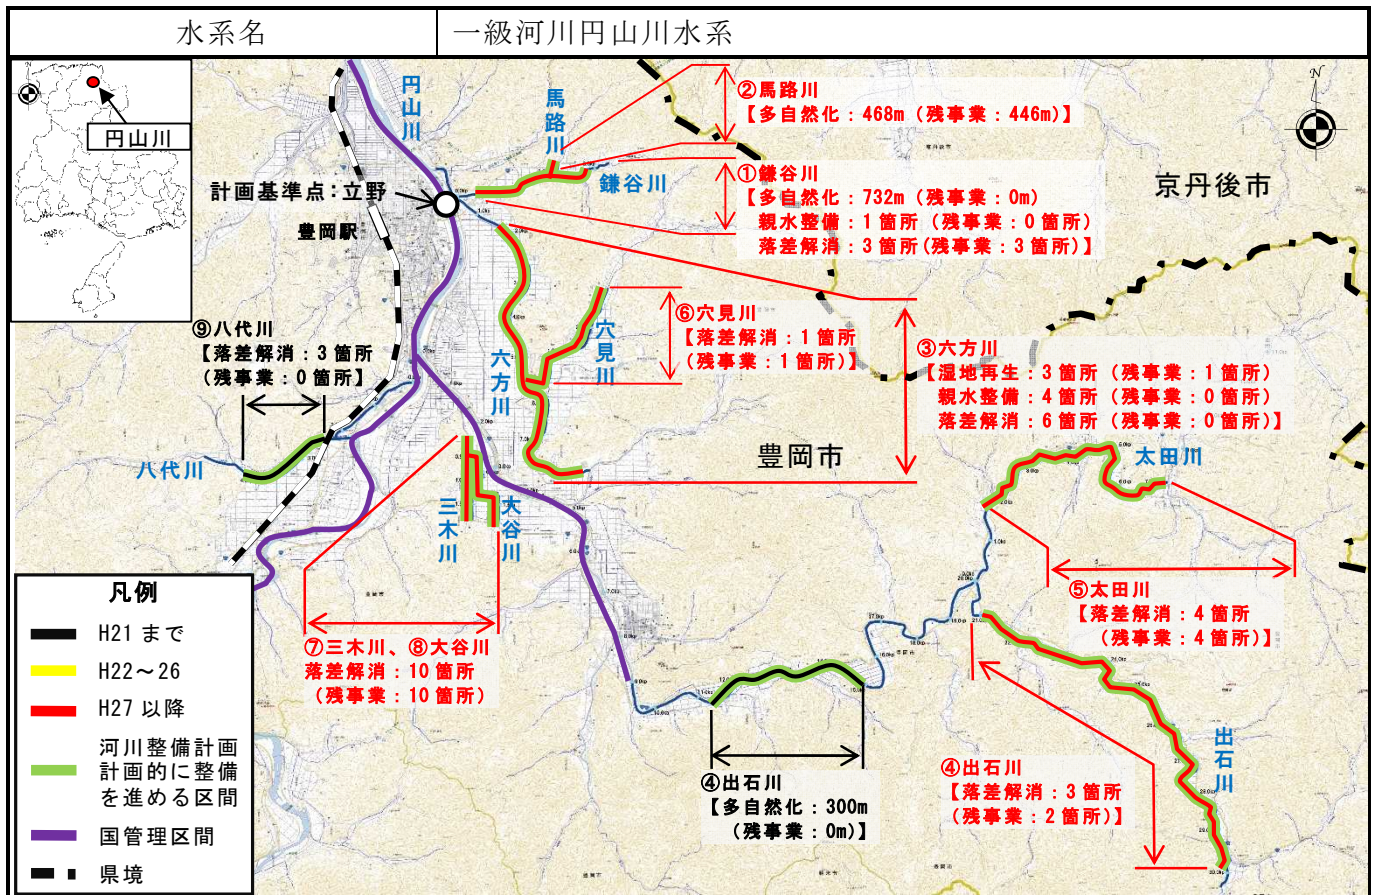 水系名
一級河川円山川水系
円山川
N
円山川
馬路川
②馬路川
【多自然化：468m（残事業：446m）】
鎌谷川
①鎌谷川
【多自然化：732m（残事業：0m）
親水整備：1箇所（残事業：0箇所）
落差解消：3箇所（残事業：3箇所）】
京丹後市
計画基準点：立野
豊岡駅
⑨八代川
【落差解消：3箇所
（残事業：0箇所】
八代川
六方川
穴見川
⑥穴見川
【落差解消：1箇所
（残事業：1箇所）】
③六方川
【湿地再生：3箇所（残事業：1箇所）
親水整備：4箇所（残事業：0箇所）
落差解消：6箇所（残事業：0箇所）】
豊岡市
太田川
三木川
大谷川
⑤太田川
【落差解消：4箇所
（残事業：4箇所）】
⑦三木川、⑧大谷川
落差解消：10箇所
（残事業：10箇所）
④出石川
【多自然化：300m
（残事業：0m）】
④出石川
【落差解消：3箇所
（残事業：2箇所）】
出石川
凡例
H21まで
H22～26
H27以降
河川整備計画
計画的に整備
を進める区間
国管理区間
県境